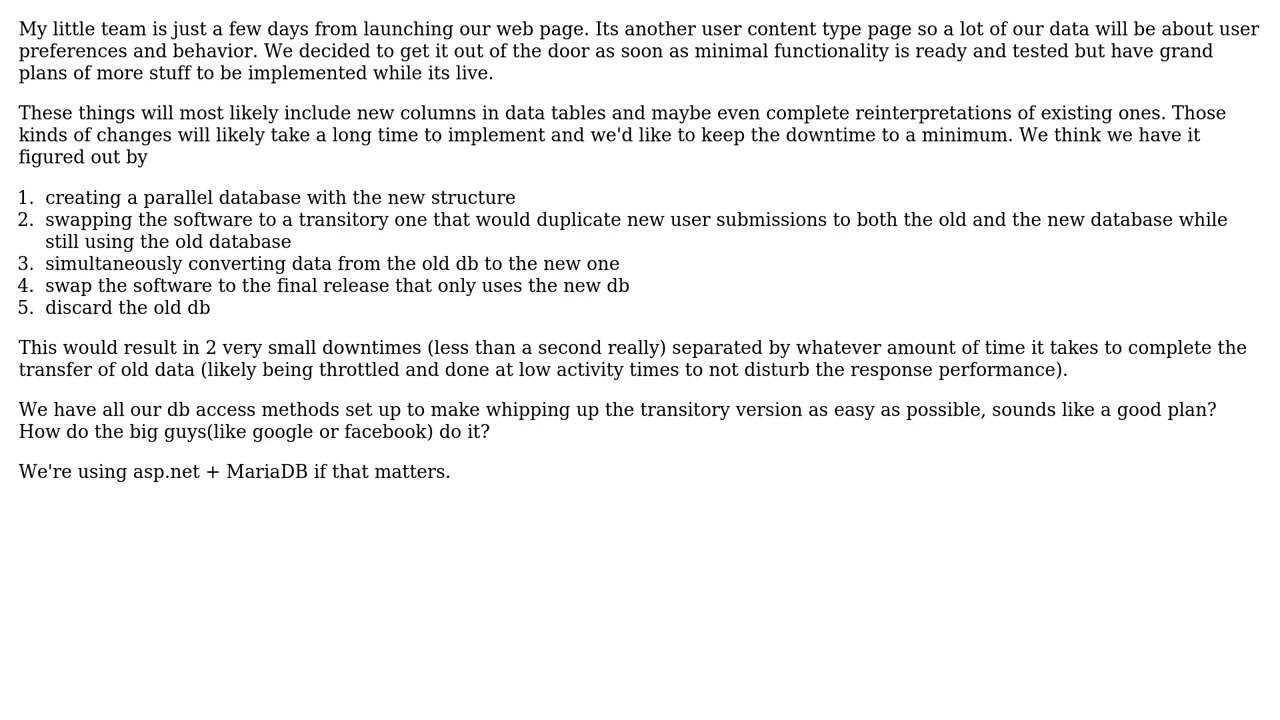 My little team is just a few days from launching our web page. Its another user content type page so a lot of our data will be about user
preferences and behavior. We decided to get it out of the door as soon as minimal functionality is ready and tested but have grand
plans of more stuff to be implemented while its live.
These things will most likely include new columns in data tables and maybe even complete reinterpretations of existing ones. Those
kinds of changes will likely take a long time to implement and we'd like to keep the downtime to a minimum. We think we have it
figured out by
1. creating a parallel database with the new structure
2. swapping the software to a transitory one that would duplicate new user submissions to both the old and the new database while
still using the old database
3. simultaneously converting data from the old db to the new one
4. swap the software to the final release that only uses the new db
5. discard the old db
This would result in 2 very small downtimes (less than a second really) separated by whatever amount of time it takes to complete the
transfer of old data (likely being throttled and done at low activity times to not disturb the response performance).
We have all our db access methods set up to make whipping up the transitory version as easy as possible, sounds like a good plan?
How do the big guys(like google or facebook) do it?
We're using asp.net + MariaDB if that matters.